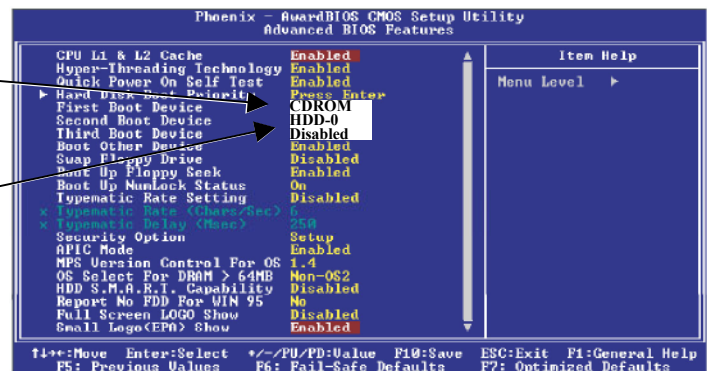 Phoenix - AwardBIOS CMOS Setup Utility
Advanced BIOS Features
CPU L1 & L2 Cache Enabled
Hyper-Threading Technology Enabled
Quick Power On Self Test Enabled
► Hard Disk Boot Priority Press Enter
First Boot Device CDROM
Second Boot Device HDD-0
Third Boot Device Disabled
Boot Other Device Enabled
Swap Floppy Drive Disabled
Boot Up Floppy Seek Enabled
Boot Up NumLock Status On
Typematic Rate Setting Disabled
x Typematic Rate (Chars/Sec) 6
x Typematic Delay (Msec) 250
Security Option Setup
APIC Mode Enabled
MPS Version Control For OS 1.4
OS Select For DRAM > 64MB Non-OS2
HDD S.M.A.R.T. Capability Disabled
Report No FDD For WIN 95 No
Full Screen LOGO Show Disabled
Small Logo(EPA) Show Enabled
Item Help
Menu Level ►
↑↓→←:Move Enter:Select +/-/PU/PD:Value F10:Save ESC:Exit F1:General Help
F5: Previous Values F6: Fail-Safe Defaults F7: Optimized Defaults